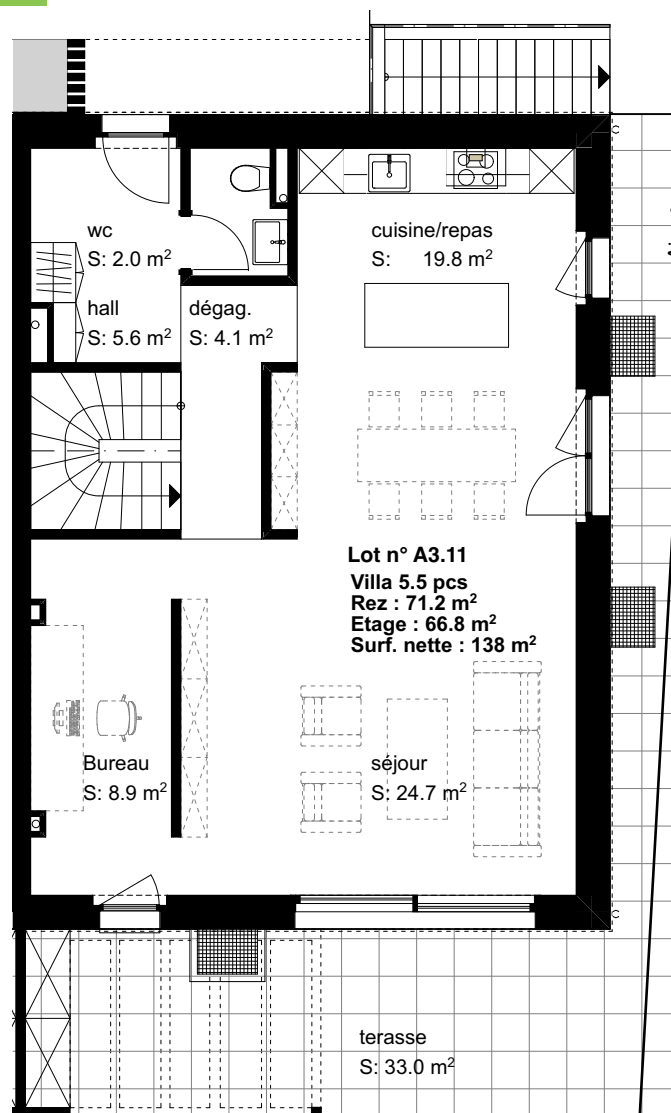 wc
S: 2.0 m²
cuisine/repas
S: 19.8 m²
hall
S: 5.6 m²
dégag.
S: 4.1 m²
Lot n° A3.11
Villa 5.5 pcs
Rez : 71.2 m²
Etage : 66.8 m²
Surf. nette : 138 m²
Bureau
S: 8.9 m²
séjour
S: 24.7 m²
terasse
S: 33.0 m²